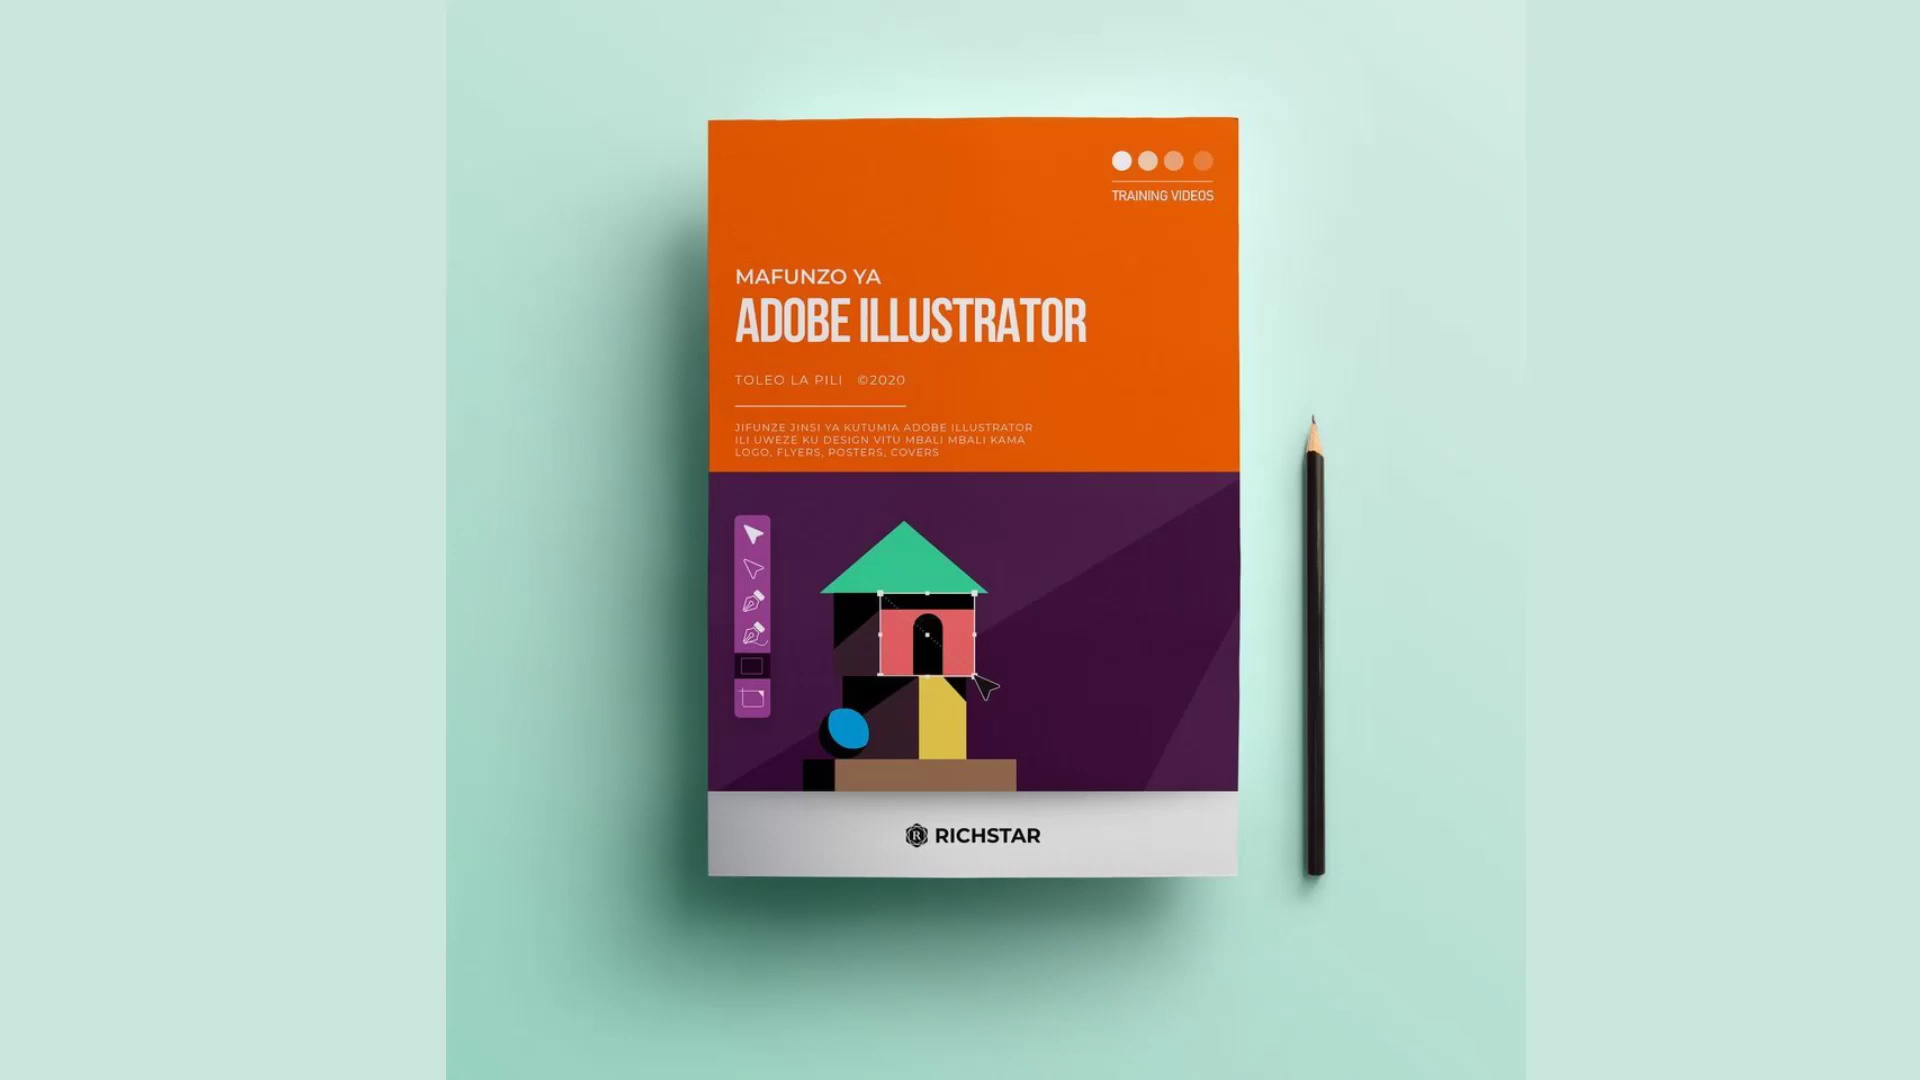 TRAINING VIDEOS
MAFUNZO YA
ADOBE ILLUSTRATOR
TOLEO LA PILI ©2020
JIFUNZE JINSI YA KUTUMIA ADOBE ILLUSTRATOR
ILI UWEZE KU DESIGN VITU MBALI MBALI KAMA
LOGO, FLYERS, POSTERS, COVERS
R RICHSTAR